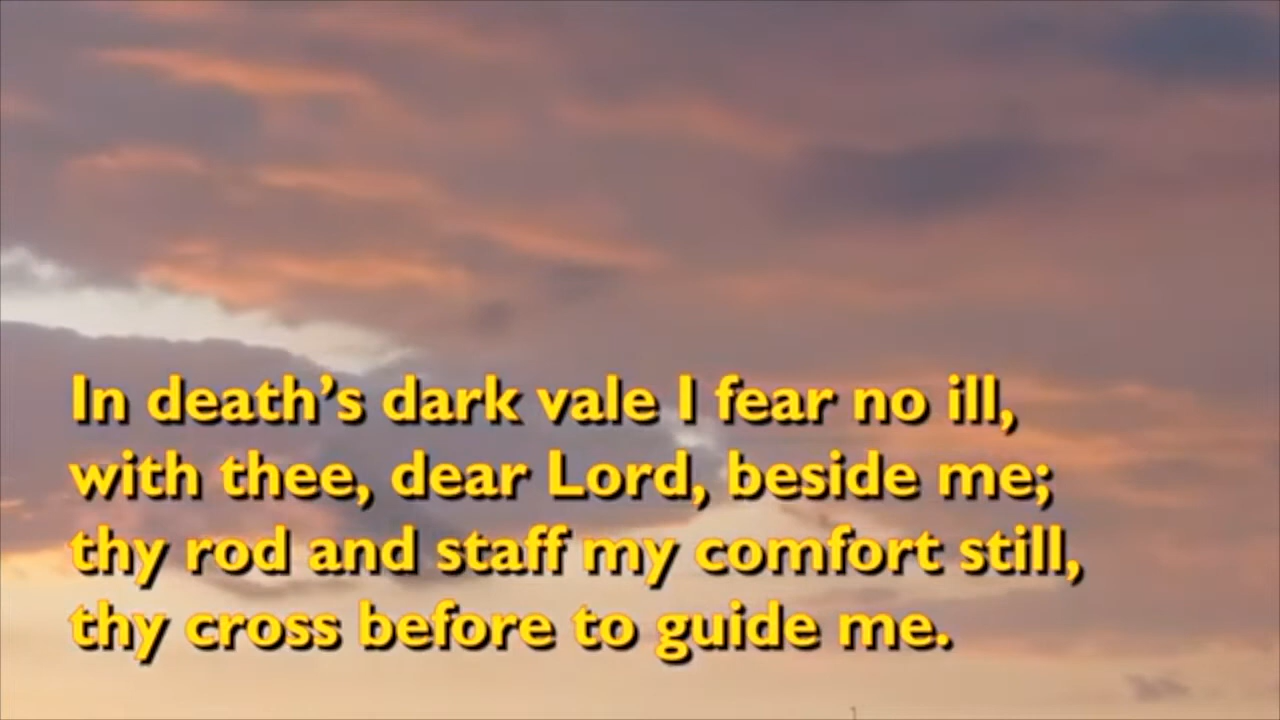 In death’s dark vale I fear no ill,
with thee, dear Lord, beside me;
thy rod and staff my comfort still,
thy cross before to guide me.